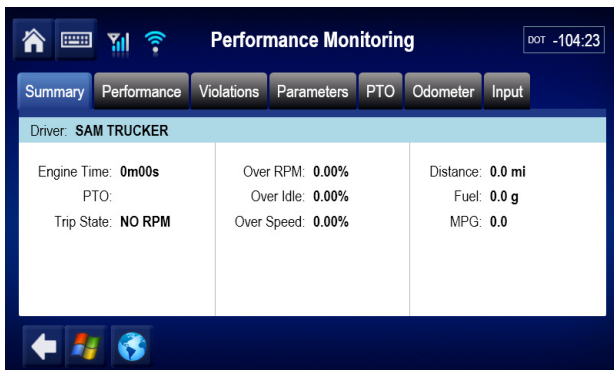 Performance Monitoring
DOT -104:23
Summary Performance Violations Parameters PTO Odometer Input
Driver: SAM TRUCKER
Engine Time: 0m00s Over RPM: 0.00% Distance: 0.0 mi
PTO: Over Idle: 0.00% Fuel: 0.0 g
Trip State: NO RPM Over Speed: 0.00% MPG: 0.0